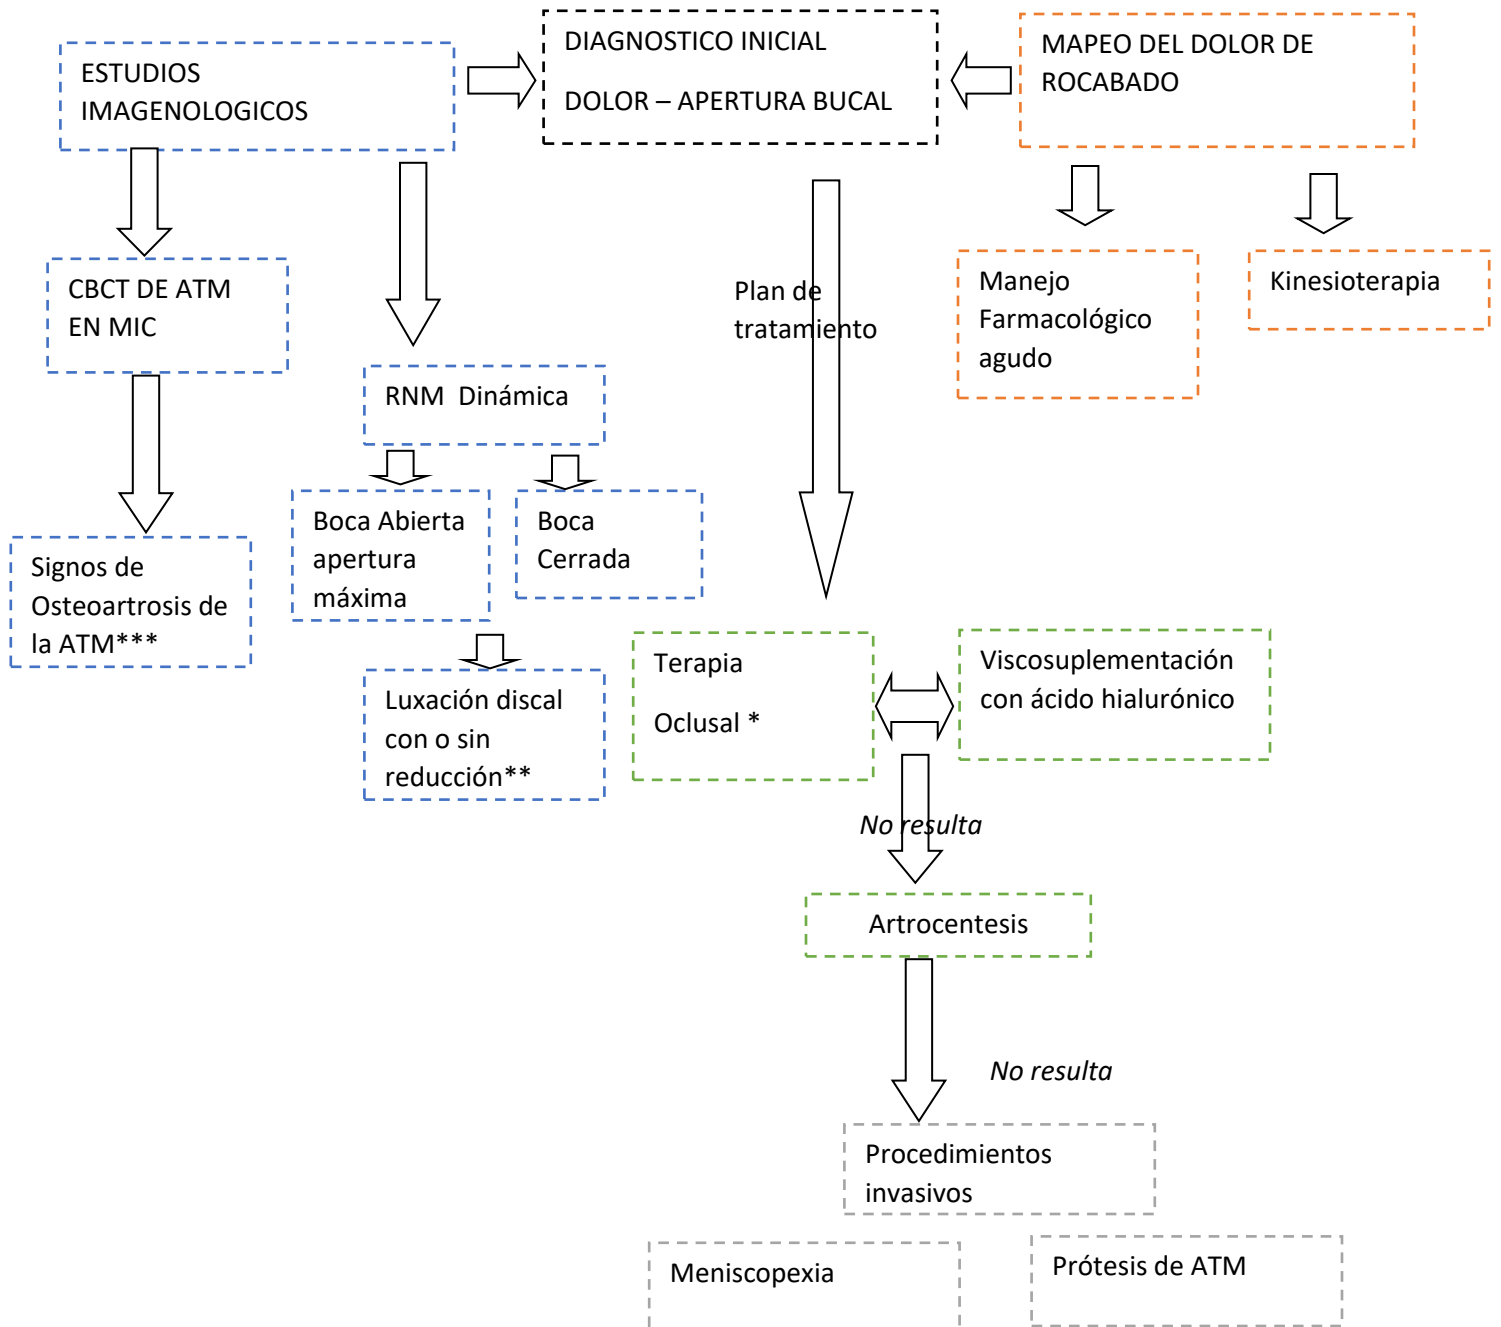 ESTUDIOS
IMAGENOLOGICOS
DIAGNOSTICO INICIAL
DOLOR – APERTURA BUCAL
MAPEO DEL DOLOR DE
ROCABADO
CBCT DE ATM
EN MIC
Plan de
tratamiento
Manejo
Farmacológico
agudo
Kinesioterapia
RNM  Dinámica
Boca Abierta
apertura
máxima
Boca
Cerrada
Signos de
Osteoartrosis de
la ATM***
Luxación discal
con o sin
reducción**
Terapia
Oclusal *
Viscosuplementación
con ácido hialurónico
No resulta
Artrocentesis
No resulta
Procedimientos
invasivos
Meniscopexia
Prótesis de ATM